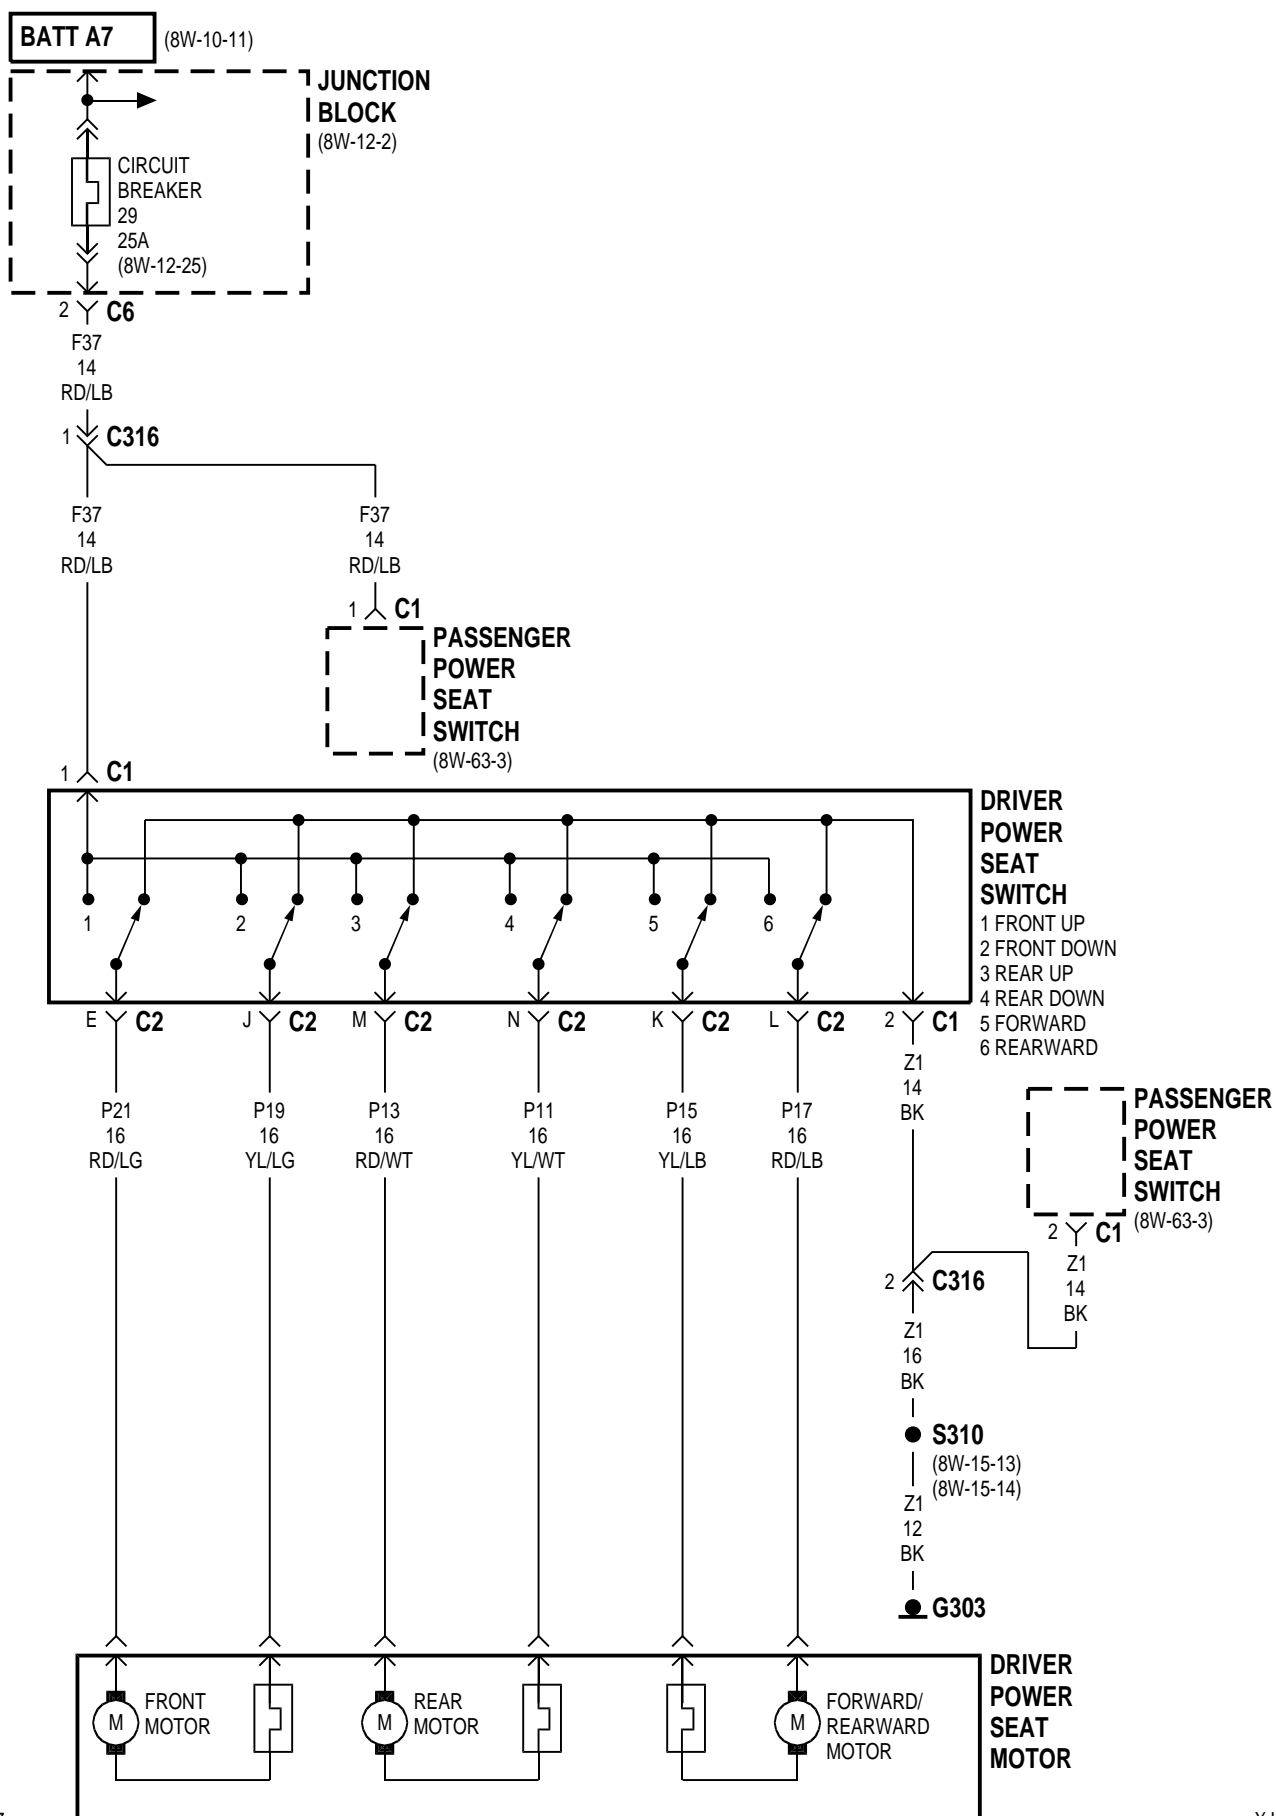 BATT A7 (8W-10-11)
JUNCTION
BLOCK
(8W-12-2)
CIRCUIT
BREAKER
29
25A
(8W-12-25)
2 C6
F37
14
RD/LB
1 C316
F37 F37
14 14
RD/LB RD/LB
1 C1
PASSENGER
POWER
SEAT
SWITCH
(8W-63-3)
1 C1
DRIVER
POWER
SEAT
SWITCH
1 FRONT UP
2 FRONT DOWN
3 REAR UP
4 REAR DOWN
5 FORWARD
6 REARWARD
1 2 3 4 5 6
E C2 J C2 M C2 N C2 K C2 L C2 2 C1
Z1
14
BK
P21 P19 P13 P11 P15 P17
16 16 16 16 16 16
RD/LG YL/LG RD/WT YL/WT YL/LB RD/LB
PASSENGER
POWER
SEAT
SWITCH
(8W-63-3)
2 C1
Z1
14
BK
2 C316
Z1
16
BK
S310
(8W-15-13)
(8W-15-14)
Z1
12
BK
G303
DRIVER
POWER
SEAT
MOTOR
M FRONT
MOTOR
M REAR
MOTOR
M FORWARD/
REARWARD
MOTOR